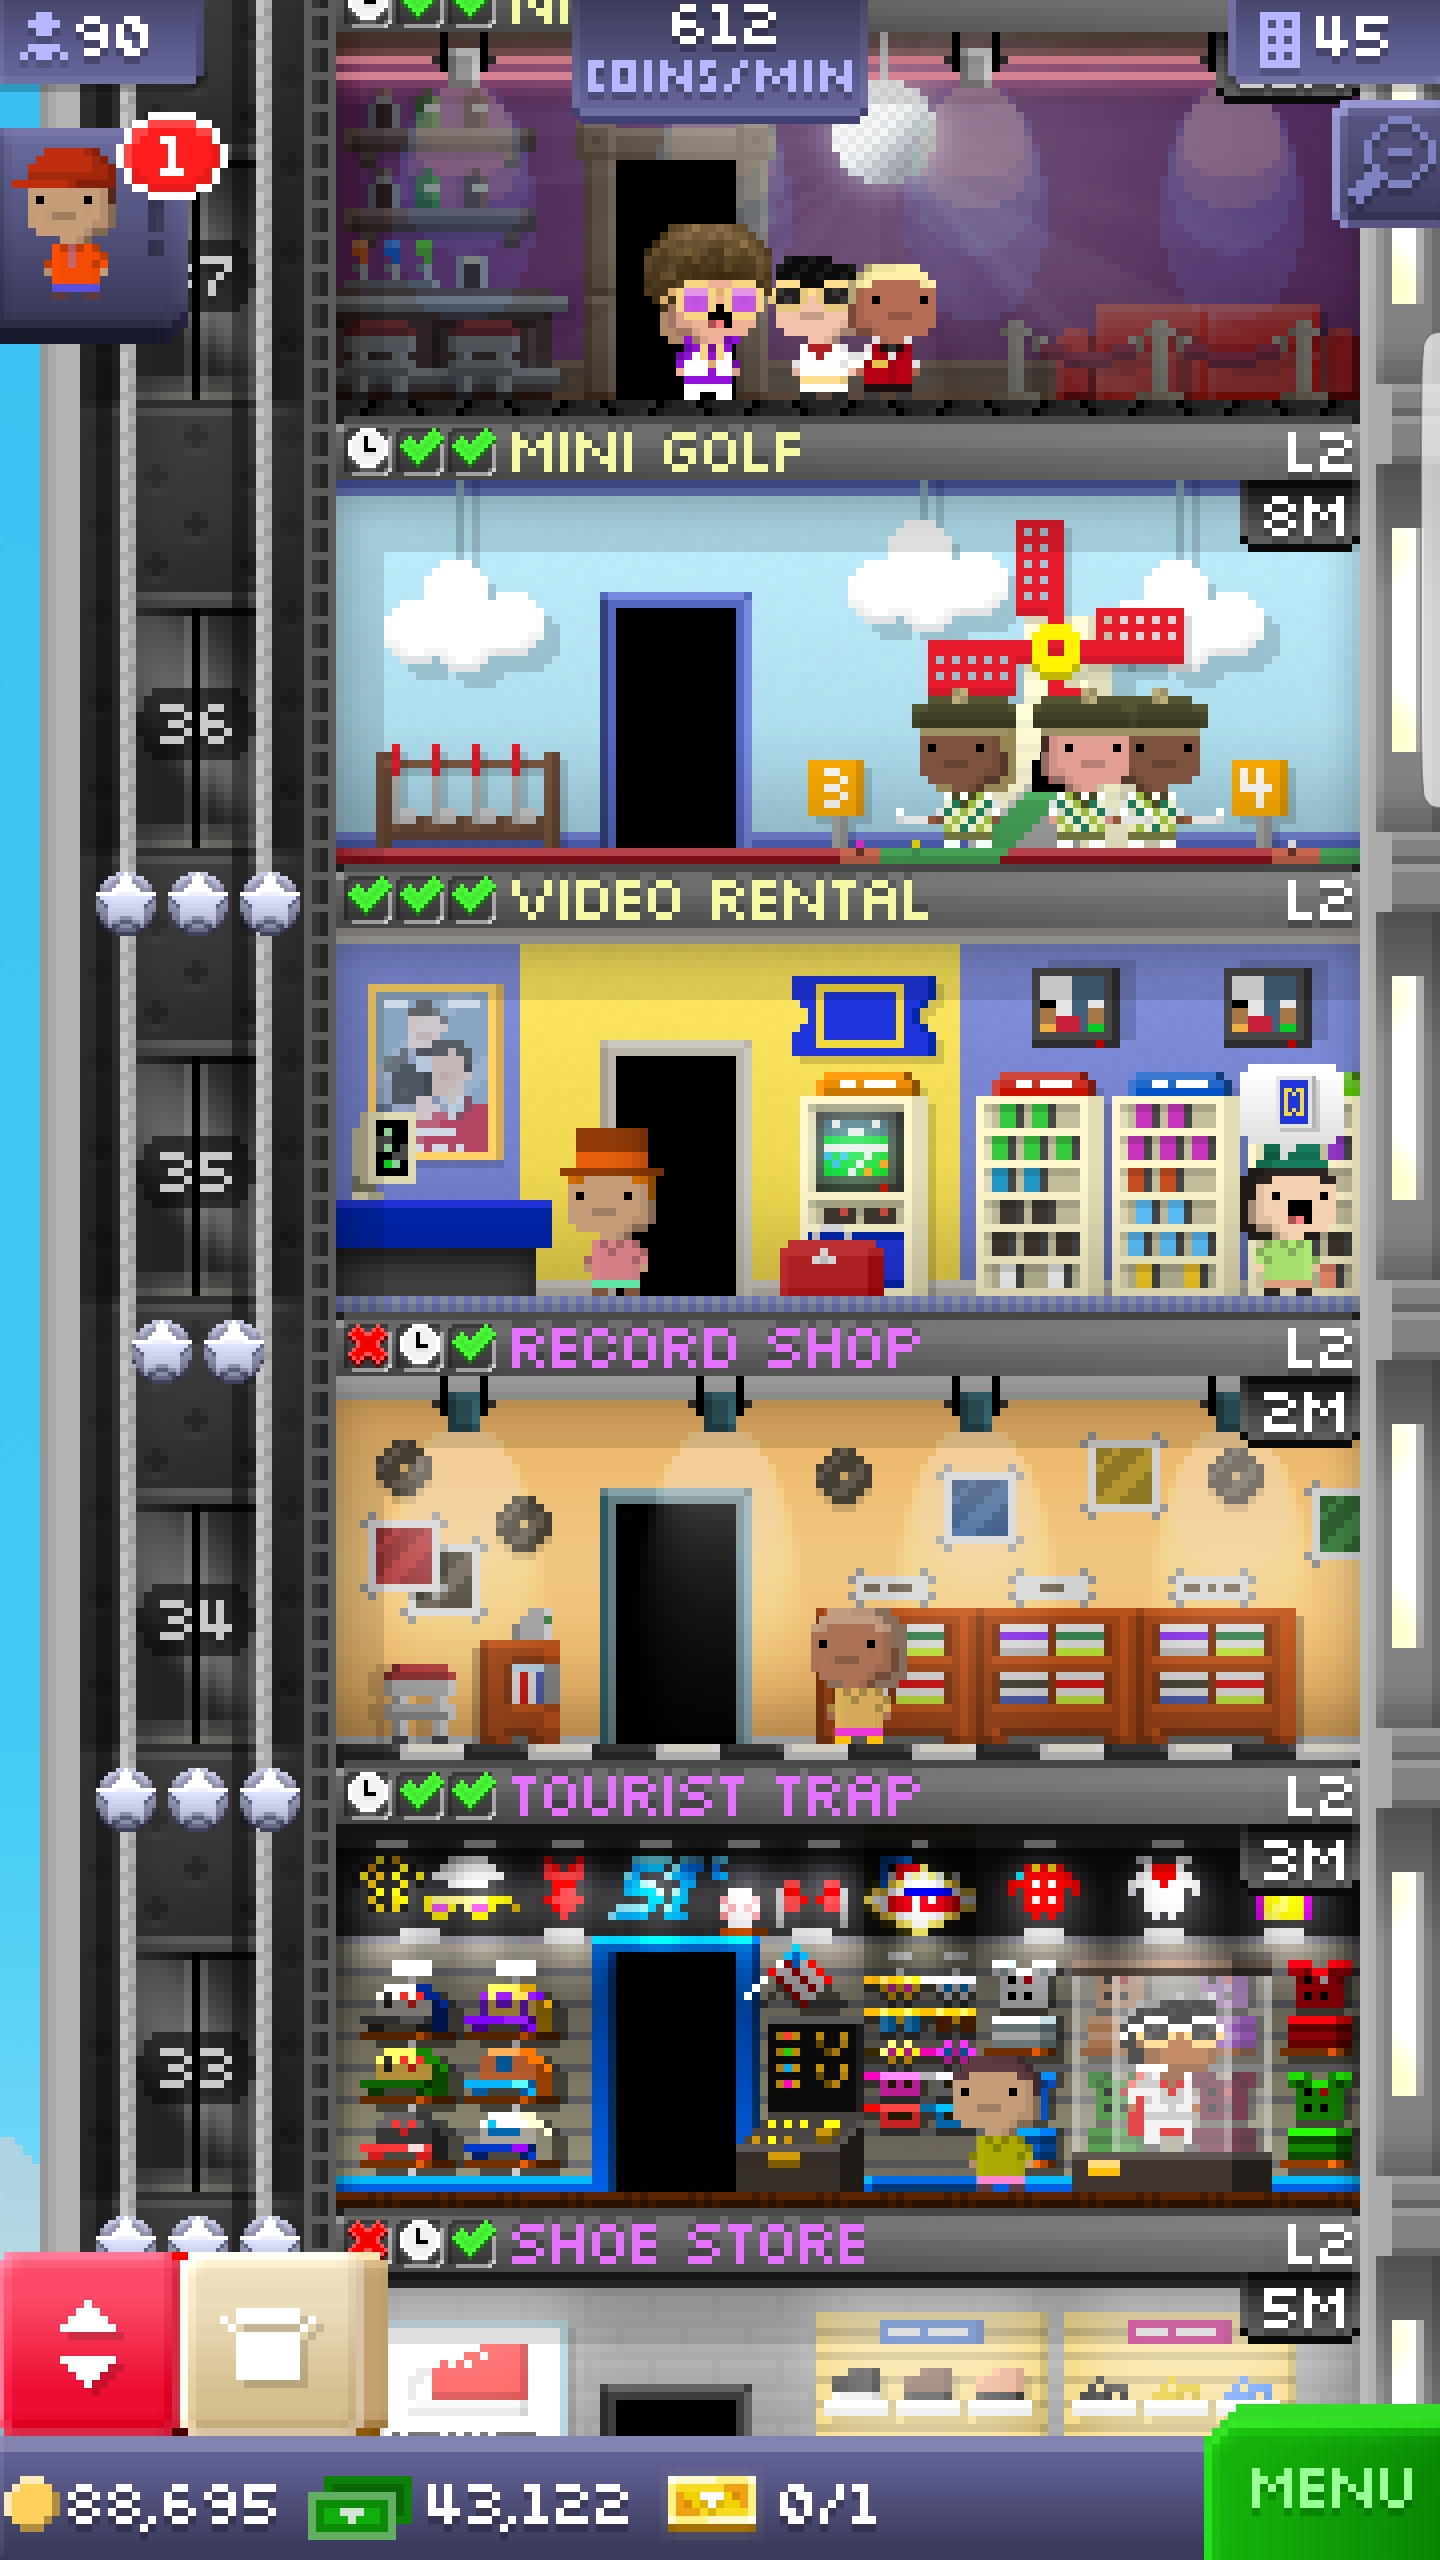 90
612
COINS/MIN
45
1
7
MINI GOLF
L2
8M
36
3
4
VIDEO RENTAL
L2
35
RECORD SHOP
L2
2M
34
TOURIST TRAP
L2
3M
SF
33
SHOE STORE
L2
5M
88,695
43,122
0/1
MENU